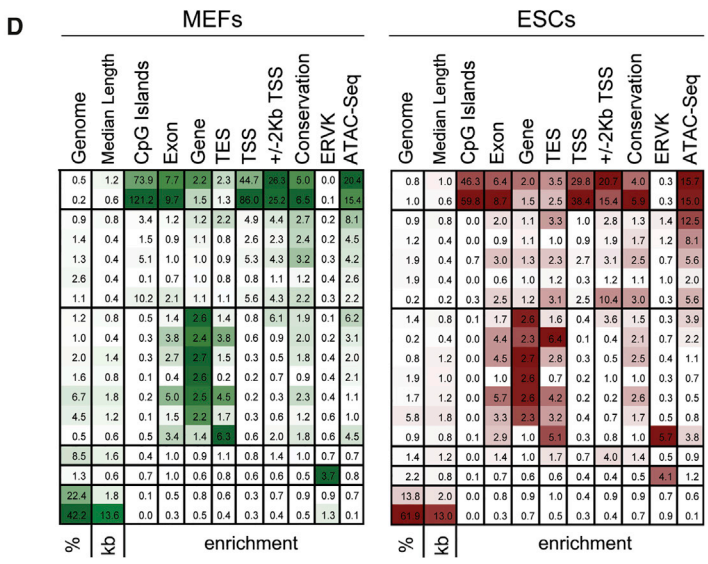 D
MEFs ESCs
Genome Median Length CpG Islands Exon Gene TES TSS +/-2Kb TSS Conservation ERVK ATAC-Seq Genome Median Length CpG Islands Exon Gene TES TSS +/-2Kb TSS Conservation ERVK ATAC-Seq
0.5 1.2 73.9 7.7 2.2 2.3 44.7 26.3 5.0 0.0 20.4 0.8 1.0 46.3 6.4 2.0 3.5 29.8 20.7 4.0 0.3 15.7
0.2 0.6 121.2 9.7 1.5 1.3 86.0 25.2 6.5 0.1 15.4 1.0 0.6 59.8 8.7 1.5 2.5 38.4 15.4 5.9 0.3 15.0
0.9 0.8 3.4 1.2 1.2 2.2 4.9 4.4 2.7 0.2 8.1 0.9 0.8 0.0 2.0 1.1 3.3 1.0 2.8 1.3 1.4 12.5
1.4 0.4 1.5 0.9 1.1 0.8 2.6 2.3 2.4 0.2 4.5 1.2 0.4 0.0 0.9 1.1 1.0 0.9 1.9 1.7 1.2 8.1
1.3 0.4 5.1 1.0 1.0 0.9 5.3 4.3 3.2 0.3 4.2 1.9 0.4 0.7 3.0 1.3 2.3 1.9 3.1 2.5 0.7 5.6
2.6 0.4 0.1 0.7 1.0 0.8 0.8 1.1 1.2 0.4 2.6 1.9 0.4 0.0 0.6 1.0 1.2 0.3 1.2 1.0 0.9 4.2
1.1 0.4 10.2 2.1 1.1 1.1 5.6 4.3 2.2 0.3 2.2 0.2 0.2 0.3 2.5 1.2 3.1 2.5 10.4 3.0 0.3 5.6
1.2 0.8 0.5 1.4 2.6 1.4 0.8 6.1 1.9 0.1 6.2 1.4 0.8 0.1 1.7 2.6 1.6 0.4 3.6 1.5 0.4 3.9
1.0 0.4 0.3 3.8 2.4 3.8 0.6 0.9 2.0 0.3 2.4 0.2 0.4 0.0 4.4 2.3 6.4 0.9 0.7 2.1 0.7 2.2
2.0 1.4 0.3 2.7 2.7 1.5 0.3 0.5 1.8 0.4 2.0 0.8 1.2 0.0 4.5 2.7 2.8 0.3 0.6 2.5 0.4 1.1
1.6 0.8 0.1 0.4 2.6 0.2 0.2 0.7 0.9 0.4 2.1 1.9 1.0 0.0 1.0 2.6 0.7 0.1 0.4 1.1 0.5 1.0
6.7 1.8 0.3 5.0 2.5 4.5 0.2 0.3 2.3 0.4 1.1 1.7 1.2 0.2 5.7 2.6 4.2 0.3 0.5 2.6 0.3 0.9
4.5 1.2 0.1 1.5 2.2 1.7 0.3 0.6 1.2 0.6 1.0 5.8 1.8 0.0 3.3 2.3 3.2 0.2 0.4 1.7 0.5 0.7
0.5 0.6 0.5 3.4 1.4 6.3 0.6 2.0 1.8 0.6 4.5 0.9 0.8 0.1 2.9 1.0 5.1 0.3 0.8 1.0 5.7 3.8
8.5 1.6 0.4 1.0 0.9 1.1 0.8 1.7 1.4 0.4 0.7 1.4 1.2 0.0 1.4 1.0 1.7 0.7 4.0 1.4 0.5 0.9
1.3 0.6 0.7 1.0 0.6 0.8 0.6 0.6 0.7 3.7 0.8 2.2 0.8 0.2 0.7 0.6 0.9 0.4 0.6 0.7 4.1 1.2
22.4 1.8 0.1 0.5 0.5 0.6 0.3 0.6 0.9 0.7 0.6 13.8 2.0 0.0 0.4 0.5 0.6 0.3 0.9 1.0 0.4 0.7
42.2 13.6 0.0 0.3 0.5 0.4 0.2 0.2 0.5 1.3 0.1 61.9 13.0 0.0 0.3 0.7 0.4 0.2 0.2 0.7 0.9 0.1
% kb enrichment % kb enrichment